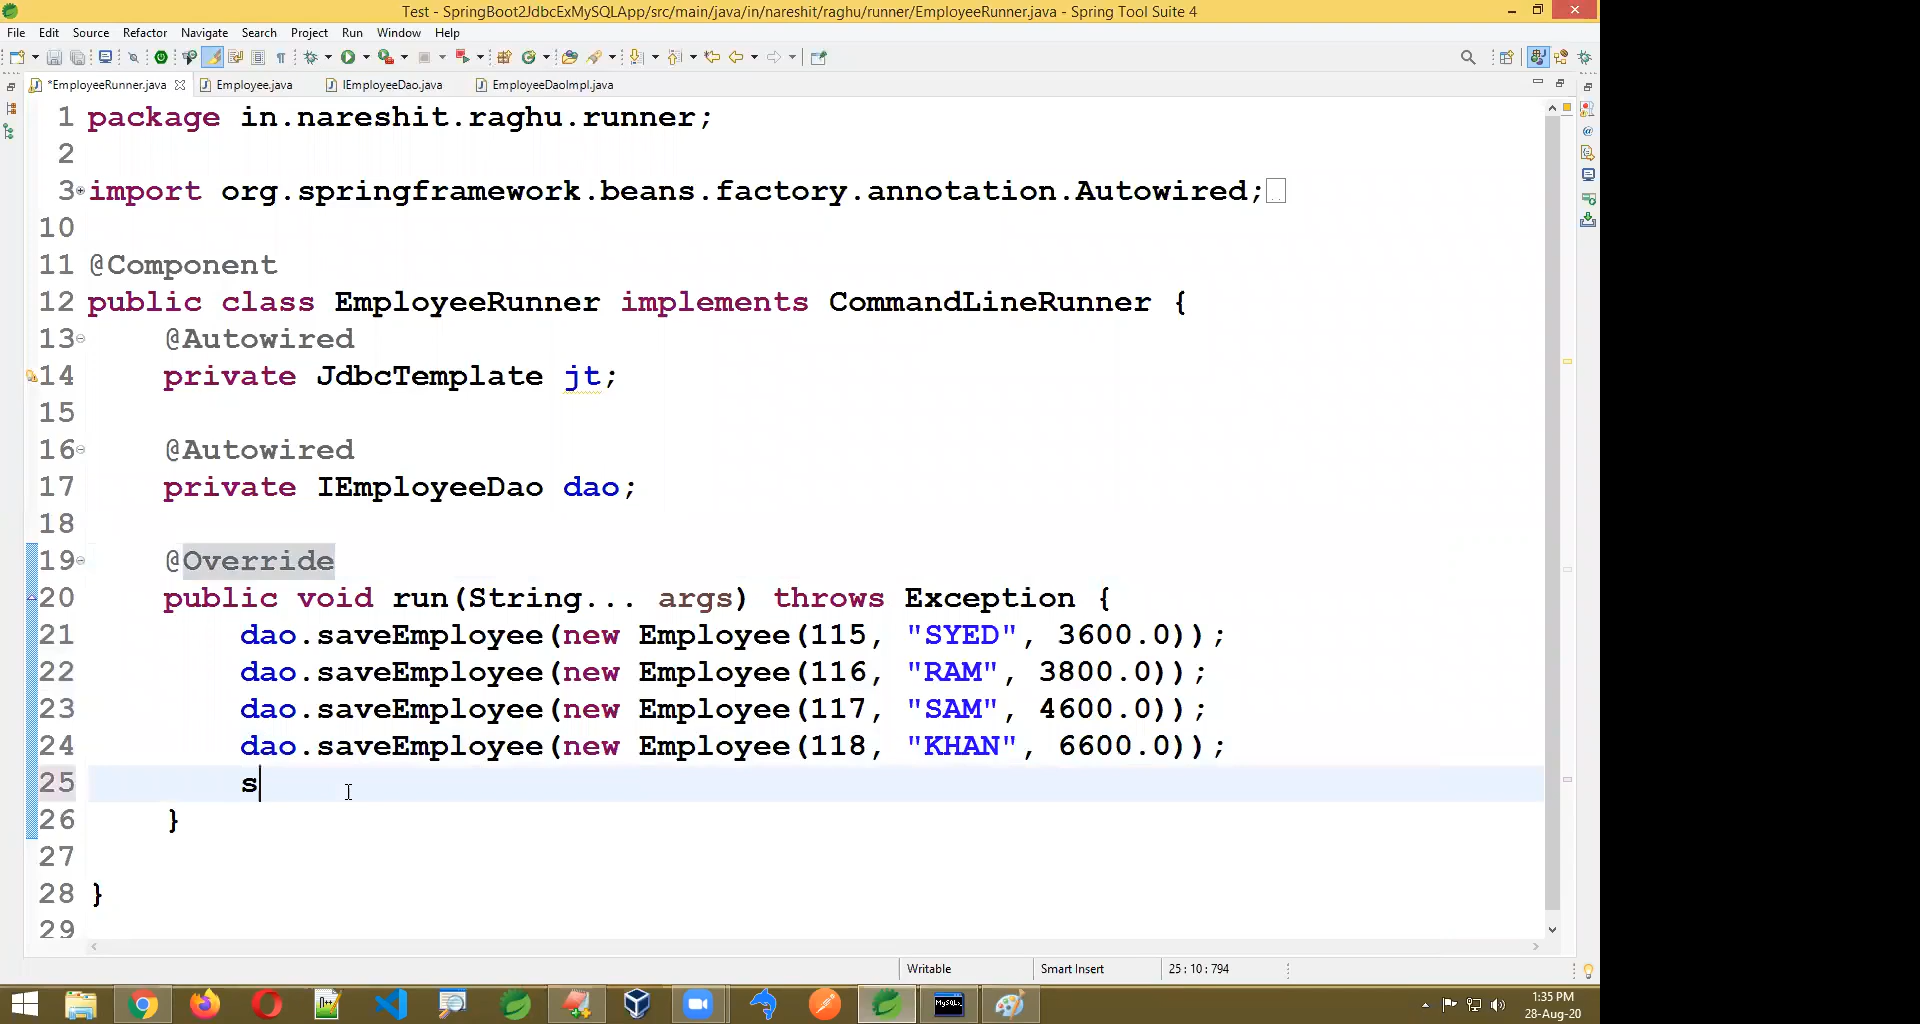 Test - SpringBoot2JdbcExMySQLApp/src/main/java/in/nareshit/raghu/runner/EmployeeRunner.java - Spring Tool Suite 4
File Edit Source Refactor Navigate Search Project Run Window Help
*EmployeeRunner.java Employee.java IEmployeeDao.java EmployeeDaoImpl.java
1 package in.nareshit.raghu.runner;
2
3 import org.springframework.beans.factory.annotation.Autowired;
10
11 @Component
12 public class EmployeeRunner implements CommandLineRunner {
13 @Autowired
14 private JdbcTemplate jt;
15
16 @Autowired
17 private IEmployeeDao dao;
18
19 @Override
20 public void run(String... args) throws Exception {
21 dao.saveEmployee(new Employee(115, "SYED", 3600.0));
22 dao.saveEmployee(new Employee(116, "RAM", 3800.0));
23 dao.saveEmployee(new Employee(117, "SAM", 4600.0));
24 dao.saveEmployee(new Employee(118, "KHAN", 6600.0));
25 s
26 }
27
28 }
29
Writable Smart Insert 25 : 10 : 794
1:35 PM
28-Aug-20